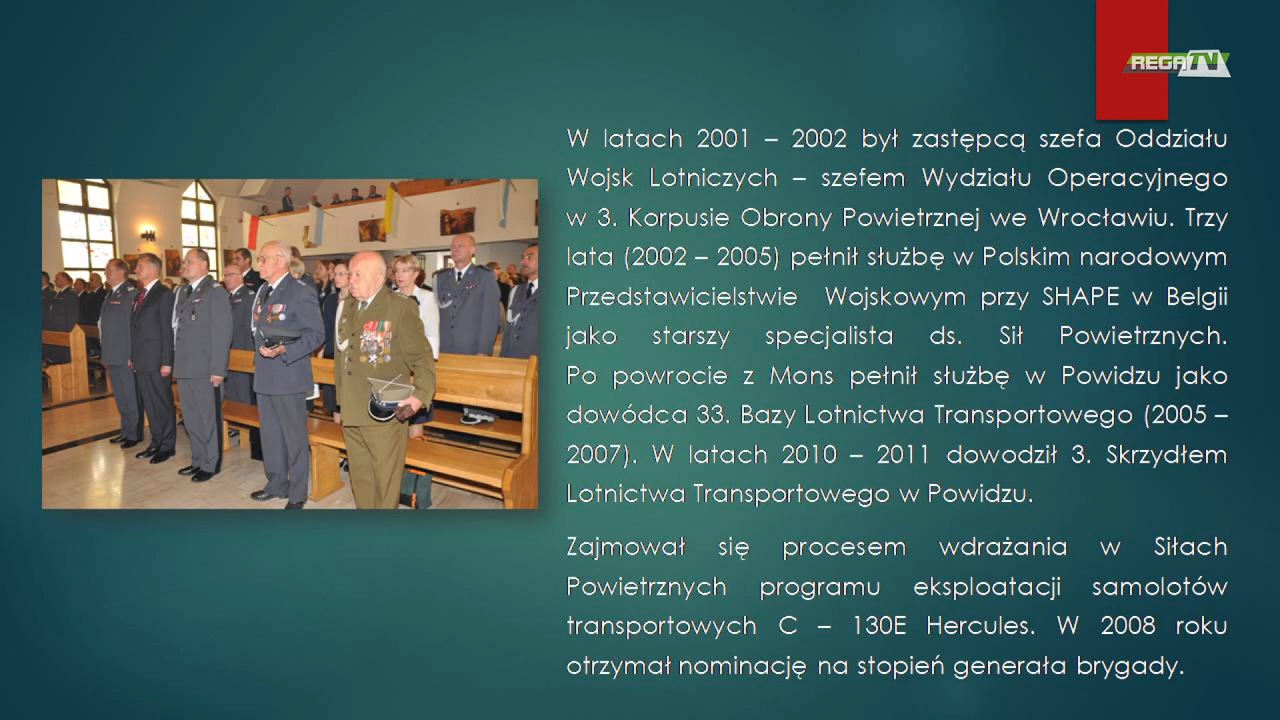 REGA TV
W latach 2001 – 2002 był zastępcą szefa Oddziału
Wojsk Lotniczych – szefem Wydziału Operacyjnego
w 3. Korpusie Obrony Powietrznej we Wrocławiu. Trzy
lata (2002 – 2005) pełnił służbę w Polskim narodowym
Przedstawicielstwie Wojskowym przy SHAPE w Belgii
jako starszy specjalista ds. Sił Powietrznych.
Po powrocie z Mons pełnił służbę w Powidzu jako
dowódca 33. Bazy Lotnictwa Transportowego (2005 –
2007). W latach 2010 – 2011 dowodził 3. Skrzydłem
Lotnictwa Transportowego w Powidzu.
Zajmował się procesem wdrażania w Siłach
Powietrznych programu eksploatacji samolotów
transportowych C – 130E Hercules. W 2008 roku
otrzymał nominację na stopień generała brygady.